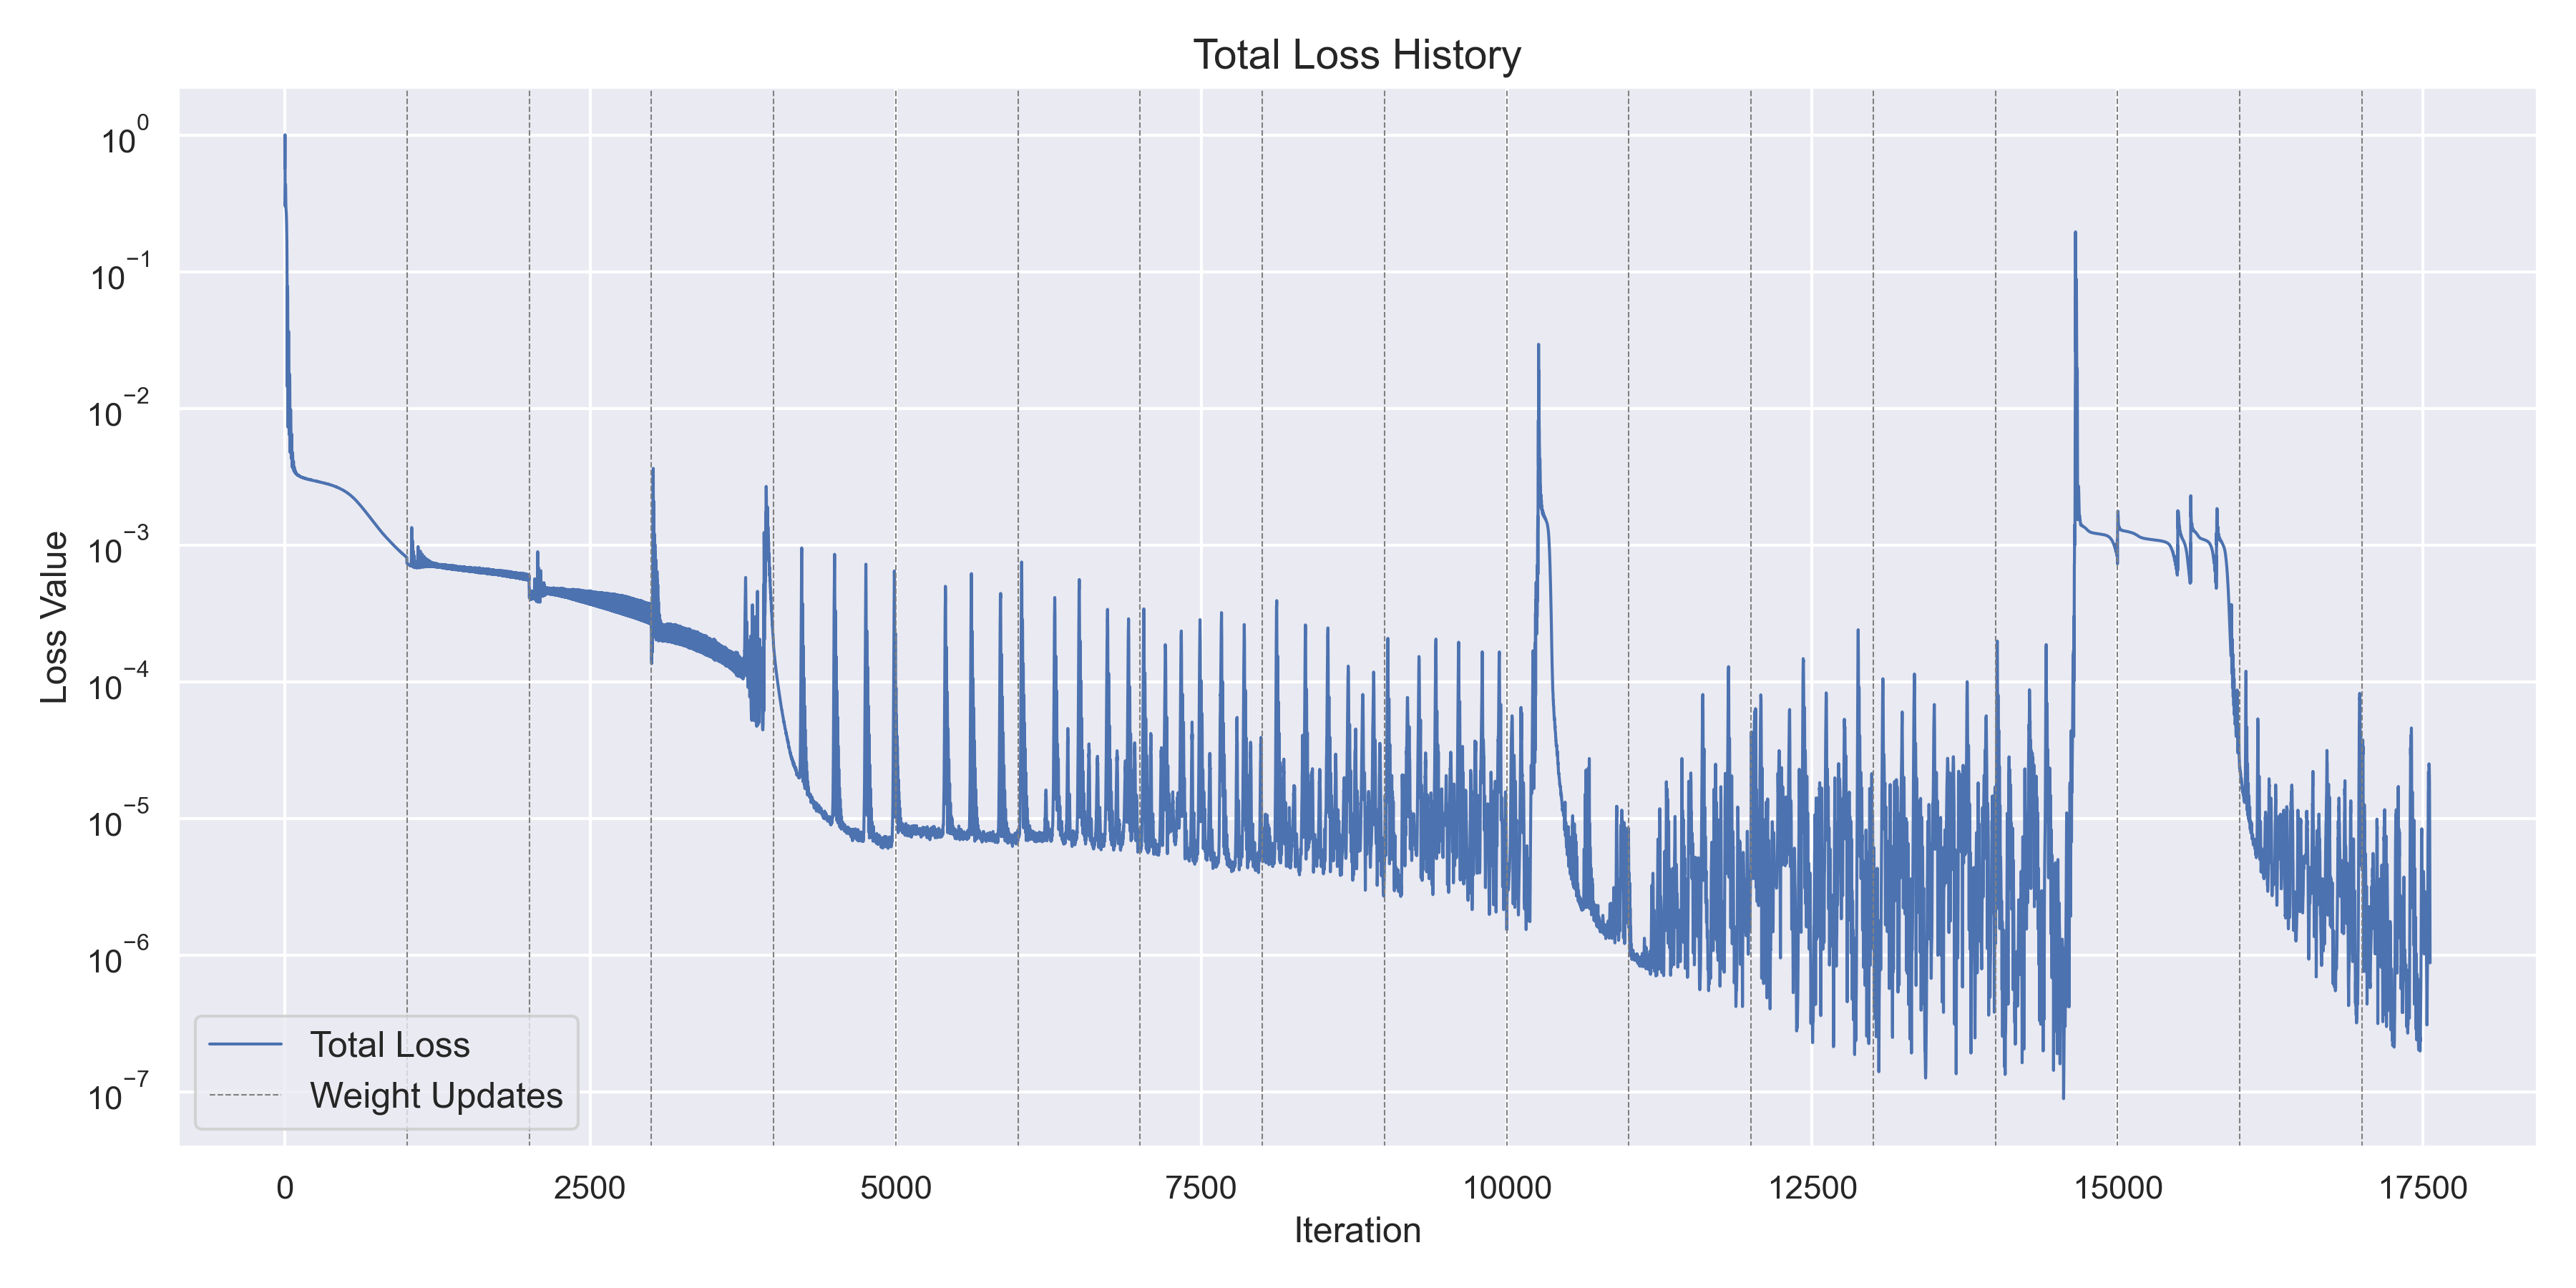 Total Loss History
Loss Value
10^0
10^−1
10^−2
10^−3
10^−4
10^−5
10^−6
10^−7
Total Loss
Weight Updates
0 2500 5000 7500 10000 12500 15000 17500
Iteration